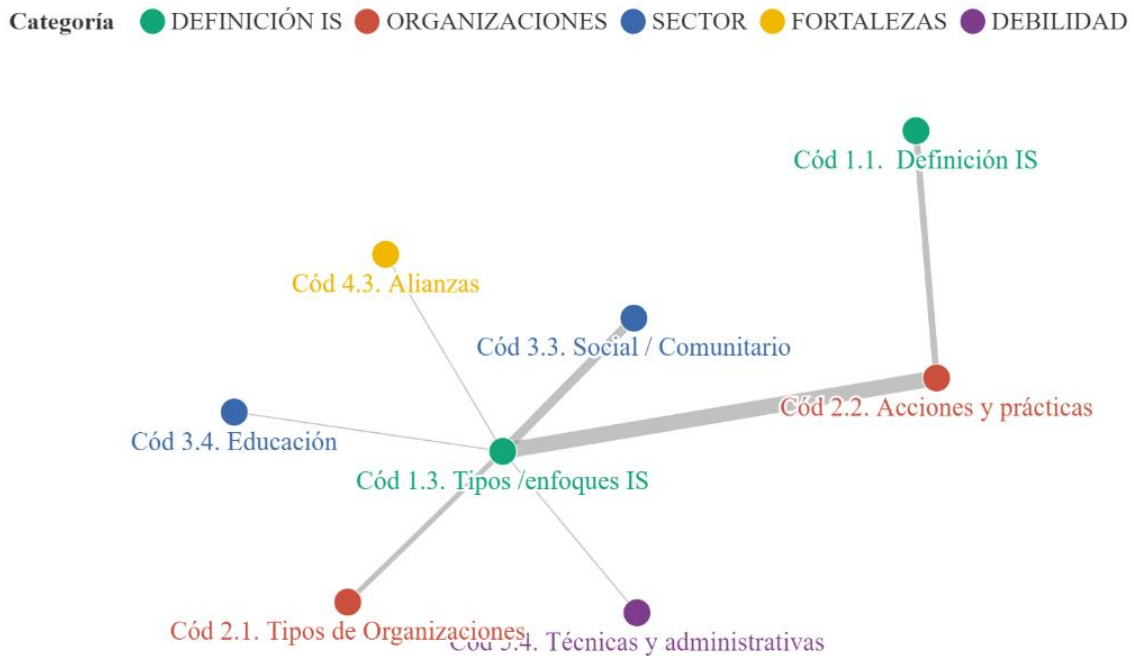 Categoría DEFINICIÓN IS ORGANIZACIONES SECTOR FORTALEZAS DEBILIDAD
Cód 1.1. Definición IS
Cód 4.3. Alianzas
Cód 3.3. Social / Comunitario
Cód 2.2. Acciones y prácticas
Cód 3.4. Educación
Cód 1.3. Tipos /enfoques IS
Cód 2.1. Tipos de Organizaciones
Técnicas y administrativas